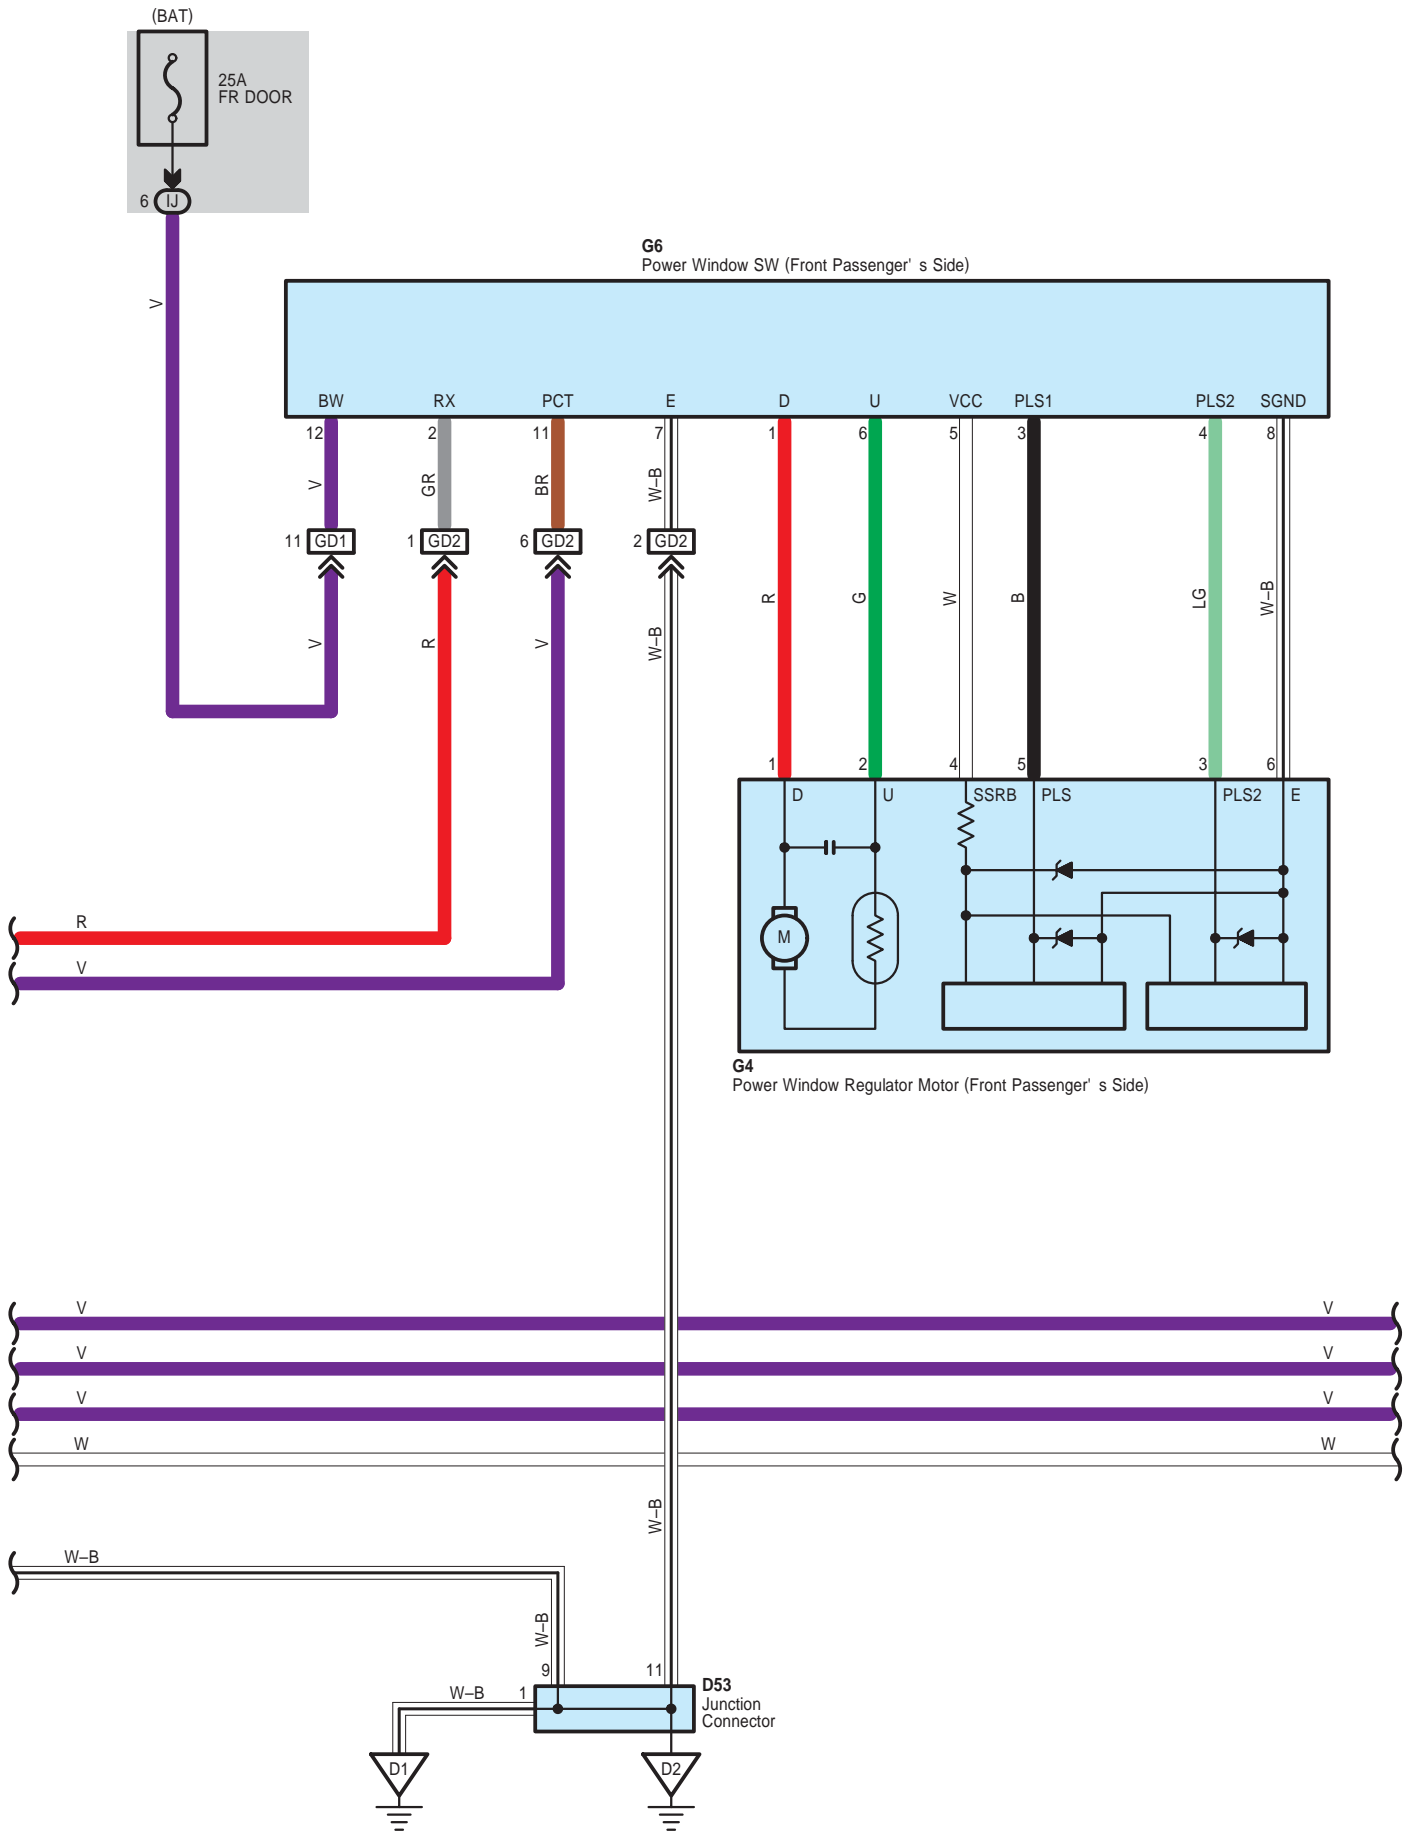 (BAT)
25A
FR DOOR
6 IJ
V
G6
Power Window SW (Front Passenger' s Side)
BW RX PCT E D U VCC PLS1 PLS2 SGND
12 2 11 7 1 6 5 3 4 8
V GR BR W–B
11 GD1 1 GD2 6 GD2 2 GD2
R G W B LG W–B
V R V W–B
1 2 4 5 3 6
D U SSRB PLS PLS2 E
R
M
V
G4
Power Window Regulator Motor (Front Passenger' s Side)
V V
V V
V V
W W
W–B
W–B
W–B
9 11
D53
W–B 1
Junction
Connector
D1 D2